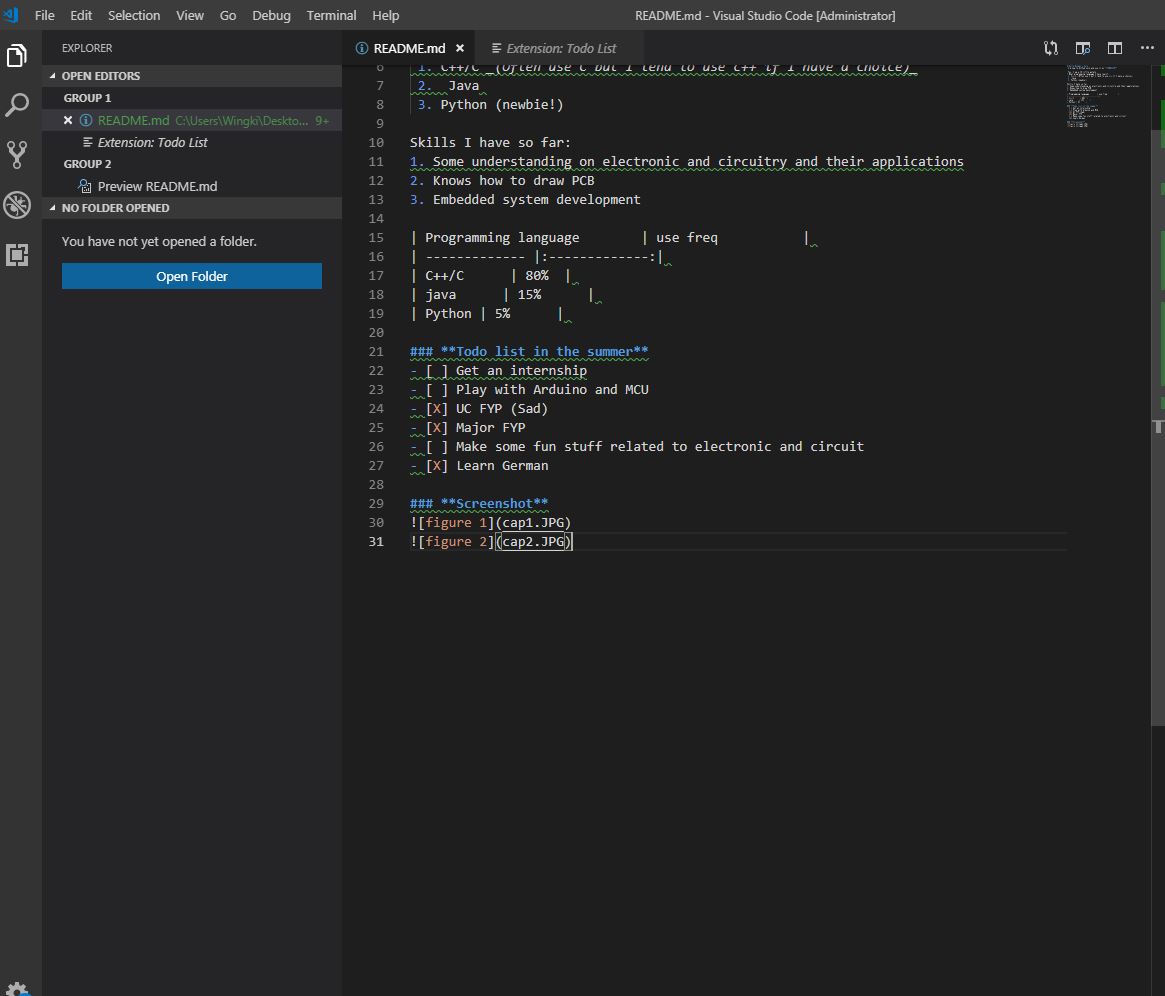 File Edit Selection View Go Debug Terminal Help
README.md - Visual Studio Code [Administrator]
EXPLORER
OPEN EDITORS
GROUP 1
README.md C:\Users\Wingki\Deskto... 9+
Extension: Todo List
GROUP 2
Preview README.md
NO FOLDER OPENED
You have not yet opened a folder.
Open Folder
README.md
Extension: Todo List
6 1. C++/C _(Often use C but I tend to use C++ if I have a choice)_
7 2. Java
8 3. Python (newbie!)
9
10 Skills I have so far:
11 1. Some understanding on electronic and circuitry and their applications
12 2. Knows how to draw PCB
13 3. Embedded system development
14
15 | Programming language | use freq |
16 | ------------- |:-------------:|
17 | C++/C | 80% |
18 | java | 15% |
19 | Python | 5% |
20
21 ### **Todo list in the summer**
22 - [ ] Get an internship
23 - [ ] Play with Arduino and MCU
24 - [X] UC FYP (Sad)
25 - [X] Major FYP
26 - [ ] Make some fun stuff related to electronic and circuit
27 - [X] Learn German
28
29 ### **Screenshot**
30 ![figure 1](cap1.JPG)
31 ![figure 2](cap2.JPG)